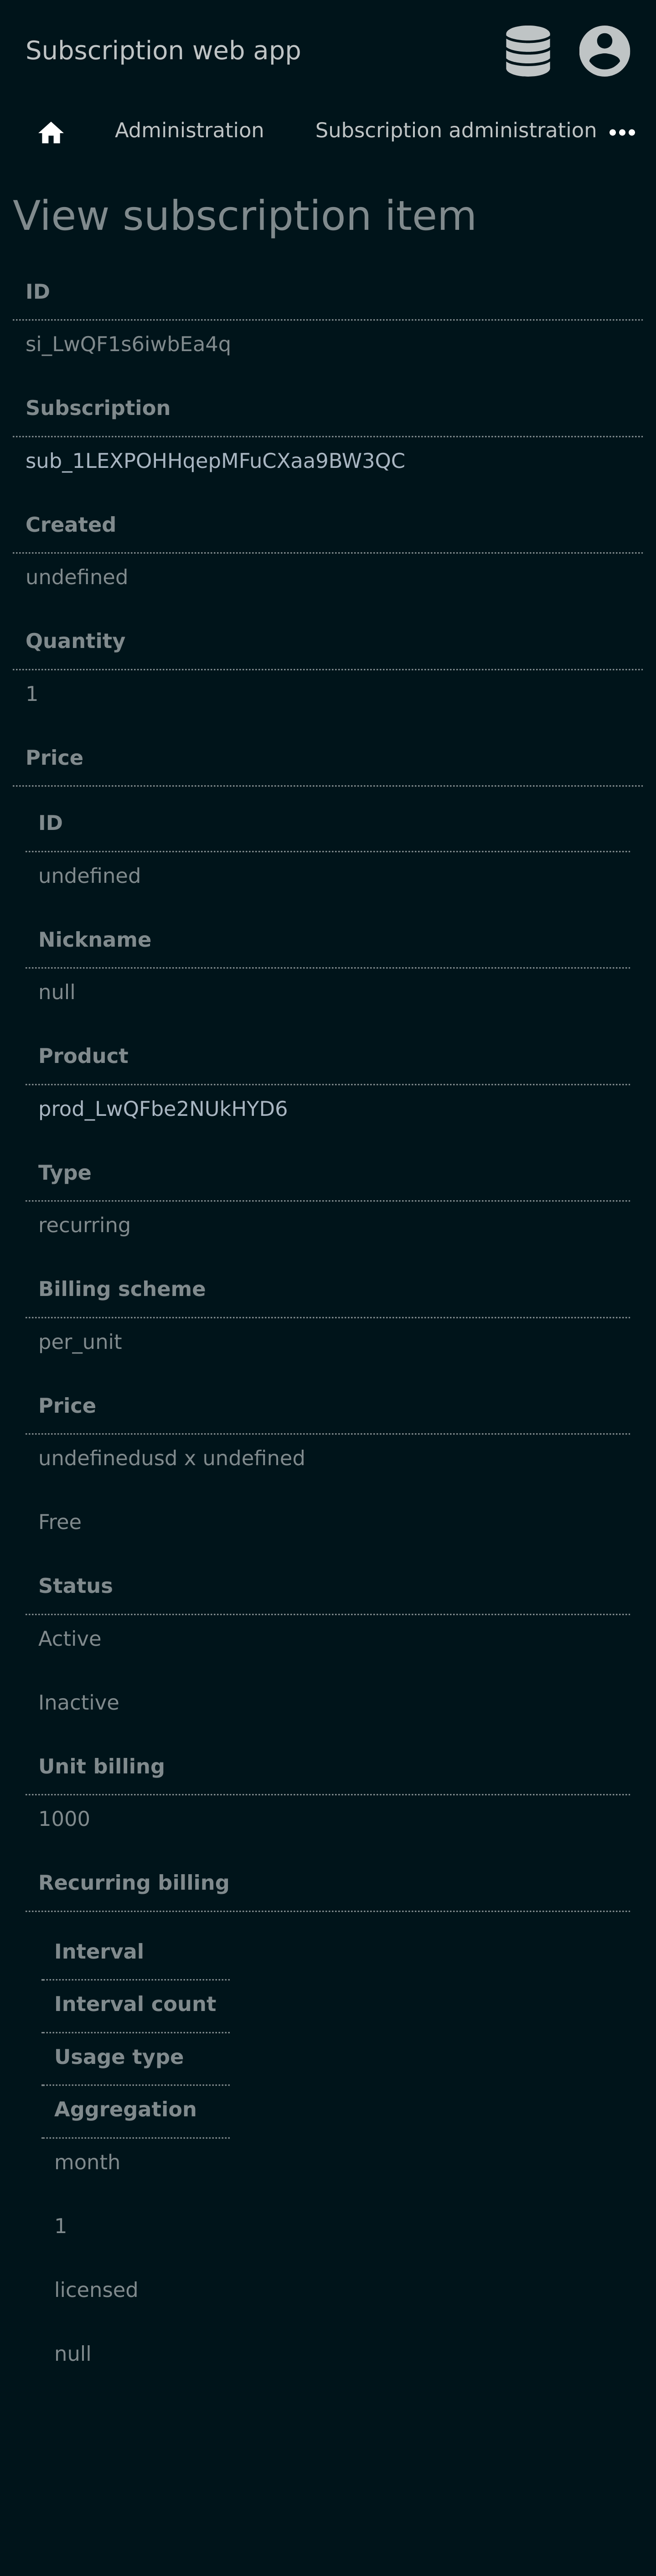 Subscription web app
Administration
Subscription administration
View subscription item
ID
si_LwQF1s6iwbEa4q
Subscription
sub_1LEXPOHHqepMFuCXaa9BW3QC
Created
undefined
Quantity
1
Price
ID
undefined
Nickname
null
Product
prod_LwQFbe2NUkHYD6
Type
recurring
Billing scheme
per_unit
Price
undefinedusd x undefined
Free
Status
Active
Inactive
Unit billing
1000
Recurring billing
Interval
Interval count
Usage type
Aggregation
month
1
licensed
null